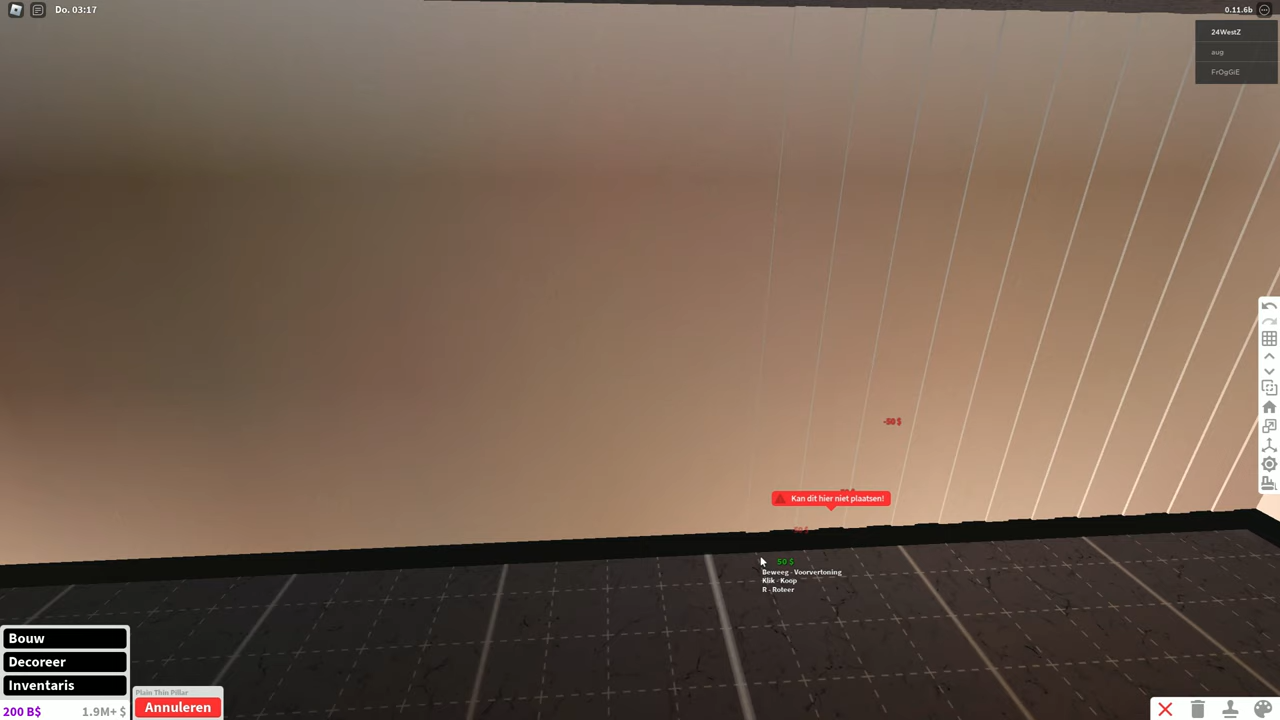 Do. 03:17
0.11.6b
24WestZ
aug
FrOgGiE
-50 $
Kan dit hier niet plaatsen!
50 $
Beweeg - Voorvertoning
Klik - Koop
R - Roteer
Bouw
Decoreer
Inventaris
Plain Thin Pillar
200 B$
1.9M+ $
Annuleren